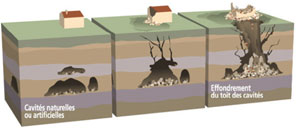 Cavités naturelles
ou artificielles
Effondrement
du toit des cavités